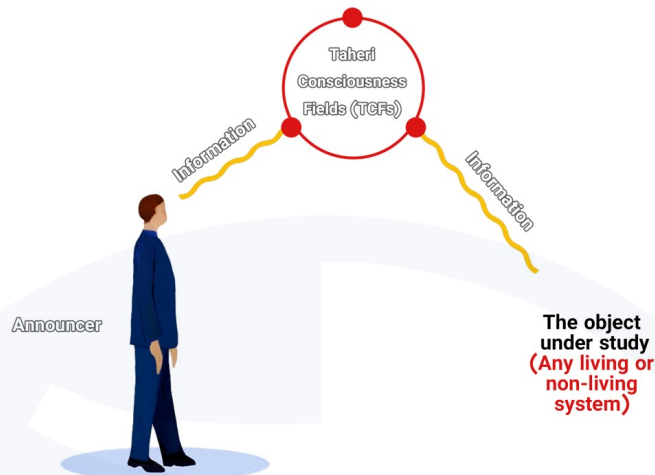 Taheri
Consciousness
Fields (TCFs)
Information
Information
Announcer
The object
under study
(Any living or
non-living
system)